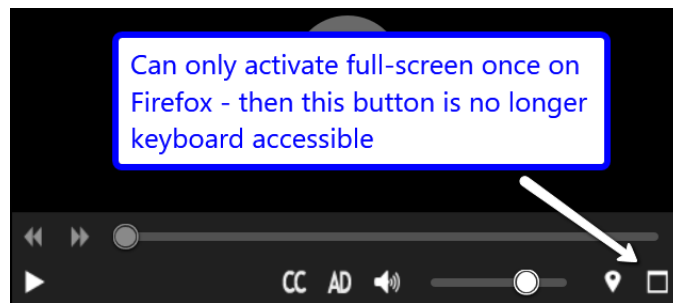 Can only activate full-screen once on
Firefox - then this button is no longer
keyboard accessible
CC AD